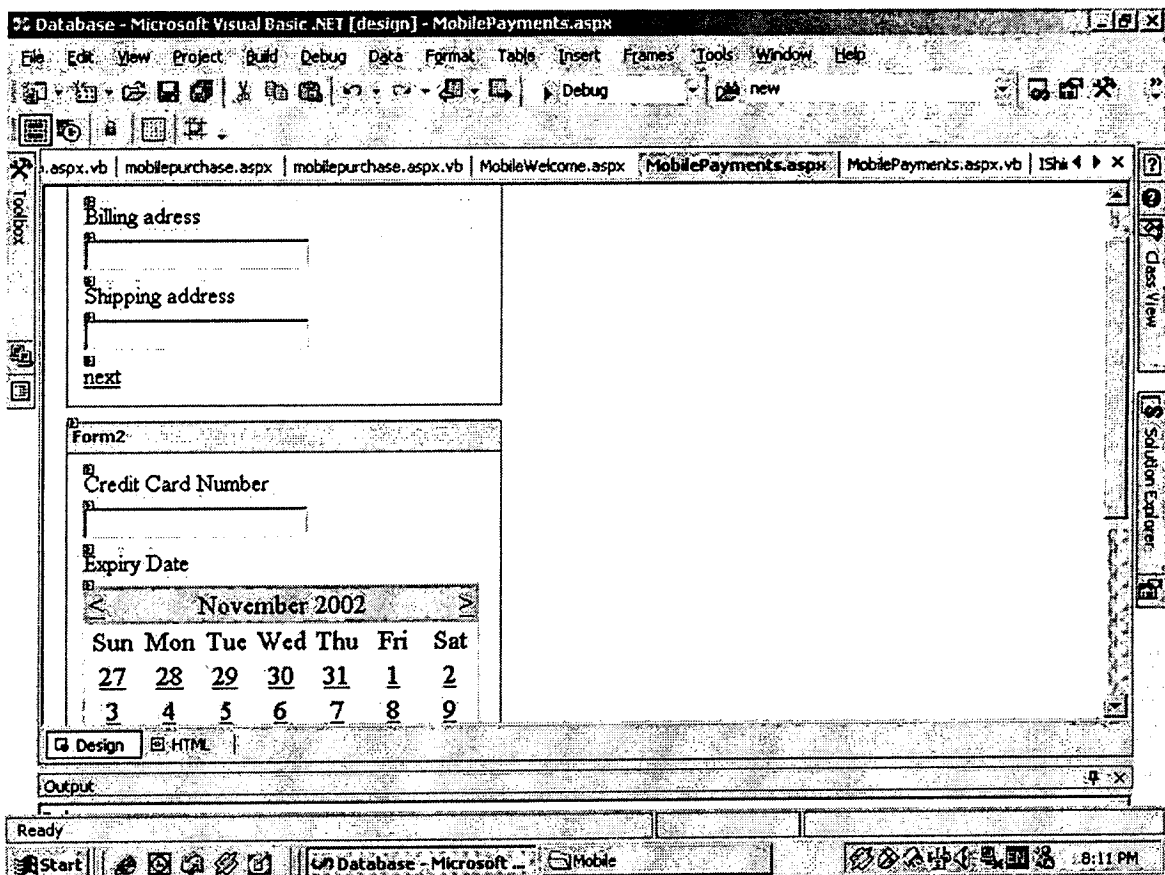 Database - Microsoft Visual Basic .NET [design] - MobilePayments.aspx
File Edit View Project Build Debug Data Format Table Insert Frames Tools Window Help
Debug new
.aspx.vb | mobilepurchase.aspx | mobilepurchase.aspx.vb | MobileWelcome.aspx MobilePayments.aspx MobilePayments.aspx.vb |
Toolbox
Billing adress
Shipping address
next
Form2
Credit Card Number
Expiry Date
< November 2002 >
Sun Mon Tue Wed Thu Fri Sat
27 28 29 30 31 1 2
3 4 5 6 7 8 9
Class View
Solution Explorer
Design HTML
Output
Ready
Start Database - Microsoft ... Mobile EN 8:11 PM